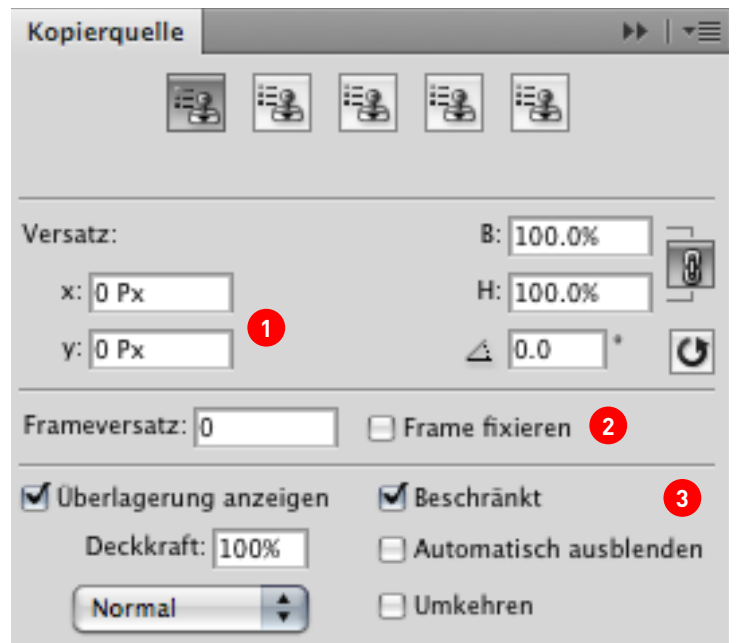 Kopierquelle
Versatz:
B: 100.0%
x: 0 Px
H: 100.0%
y: 0 Px
1
0.0 °
Frameversatz: 0
Frame fixieren
2
Überlagerung anzeigen
Beschränkt
3
Deckkraft: 100%
Automatisch ausblenden
Normal
Umkehren